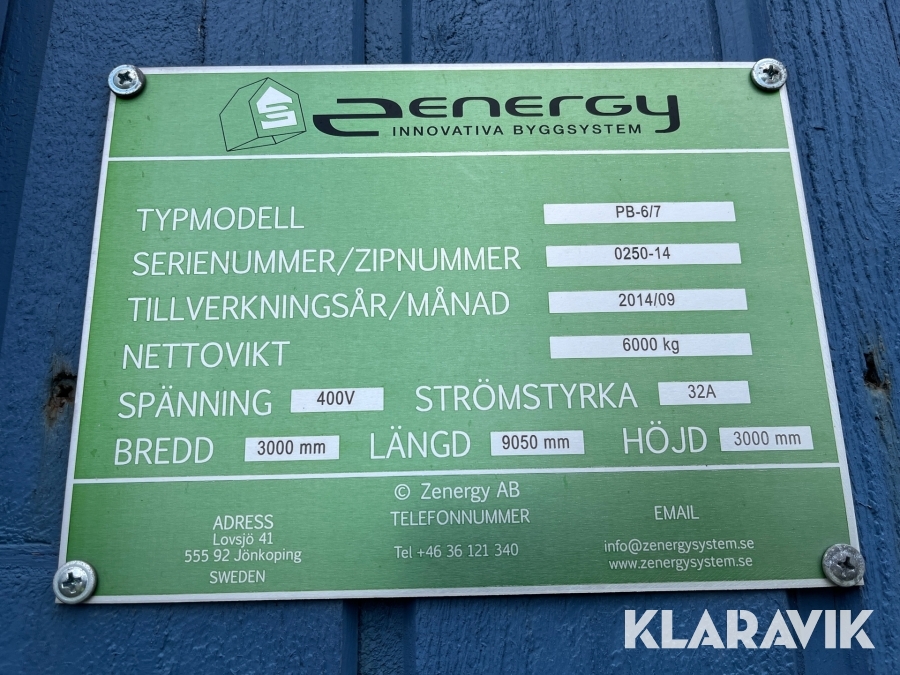 ZENERGY
INNOVATIVA BYGGSYSTEM
TYPMODELL PB-6/7
SERIENUMMER/ZIPNUMMER 0250-14
TILLVERKNINGSÅR/MÅNAD 2014/09
NETTOVIKT 6000 kg
SPÄNNING 400V STRÖMSTYRKA 32A
BREDD 3000 mm LÄNGD 9050 mm HÖJD 3000 mm
© Zenergy AB
ADRESS
Lovsjö 41
555 92 Jönkoping
SWEDEN
TELEFONNUMMER
Tel +46 36 121 340
EMAIL
info@zenergysystem.se
www.zenergysystem.se
KLARAVIK